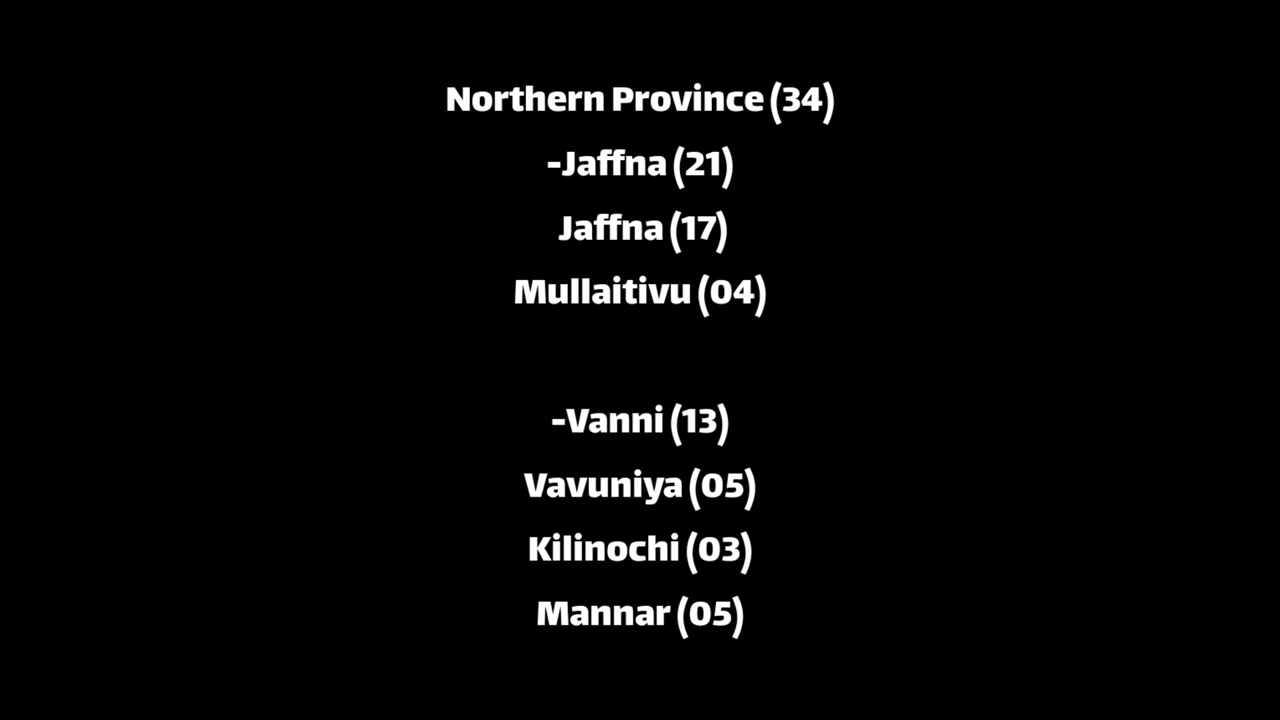 Northern Province (34)
-Jaffna (21)
Jaffna (17)
Mullaitivu (04)
-Vanni (13)
Vavuniya (05)
Kilinochi (03)
Mannar (05)